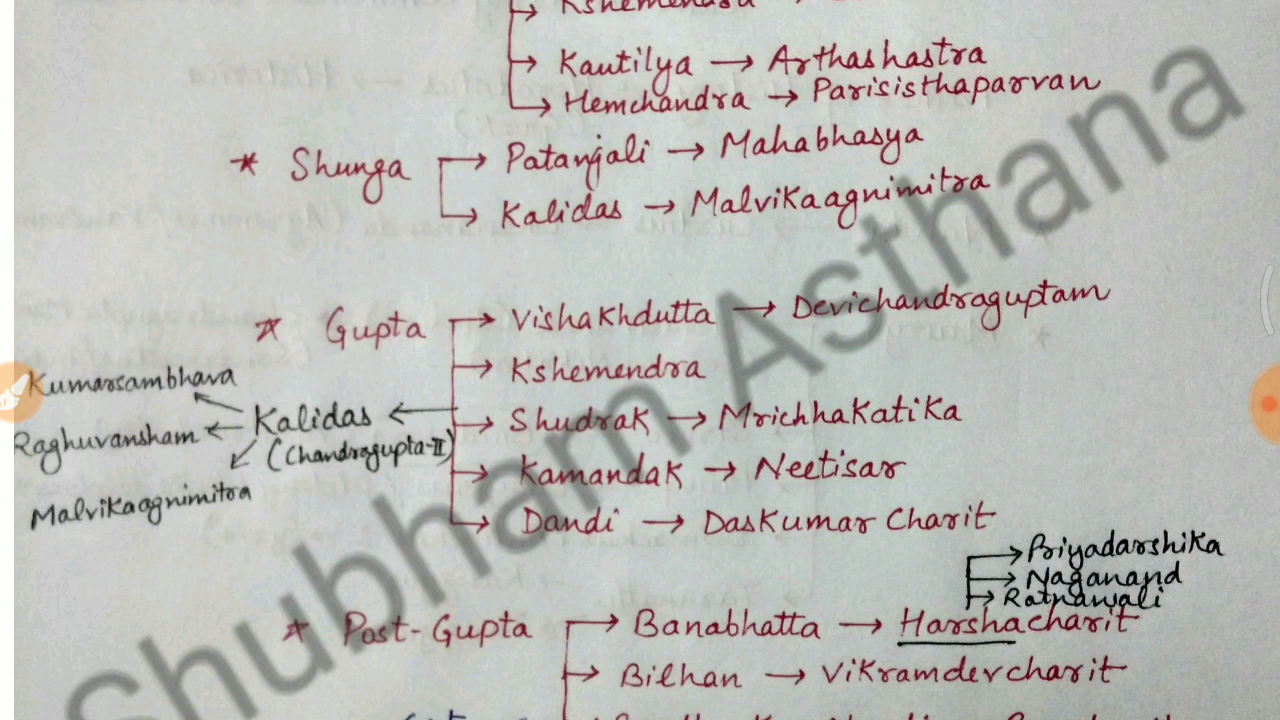 Kshemendra →
→ Kautilya → Arthashastra
→ Hemchandra → Parisisthaparvan
* Shunga → Patanjali → Mahabhasya
→ Kalidas → Malvikaagnimitra
* Gupta → Vishakhdutta → Devichandraguptam
→ Kshemendra
Kumarsambhava
Kalidas ← → Shudrak → Mrichhakatika
Raghuvansham ← (Chandragupta-II)
→ Kamandak → Neetisar
Malvikaagnimitra
→ Dandi → Daskumar Charit
→ Priyadarshika
→ Naganand
→ Ratnawali
* Post-Gupta → Banabhatta → Harshacharit
→ Bilhan → Vikramdevcharit
Shubham Asthana